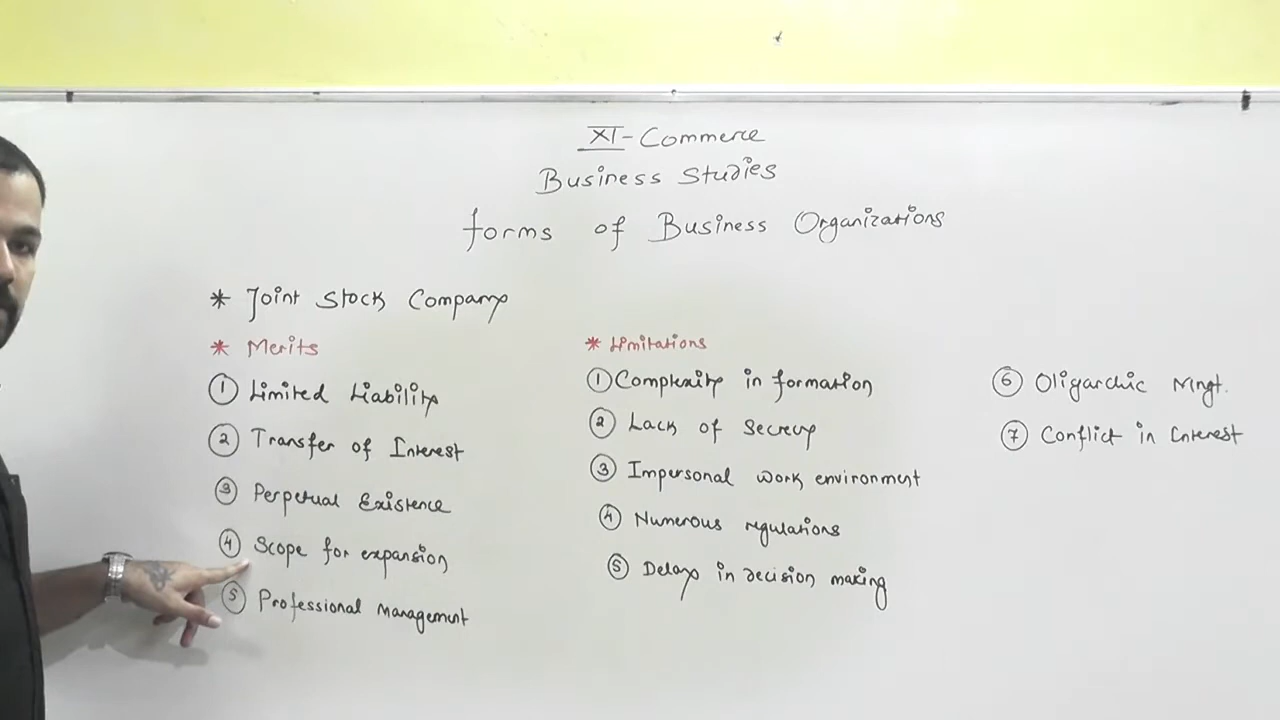 XI - Commerce
Business Studies
forms of Business Organizations
* Joint Stock Company
* Merits
① Limited Liability
② Transfer of Interest
③ Perpetual Existence
④ Scope for expansion
⑤ Professional management
* Limitations
① Complexity in formation
② Lack of Secrecy
③ Impersonal work environment
④ Numerous regulations
⑤ Delays in decision making
⑥ Oligarchic Mngt.
⑦ Conflict in Interest